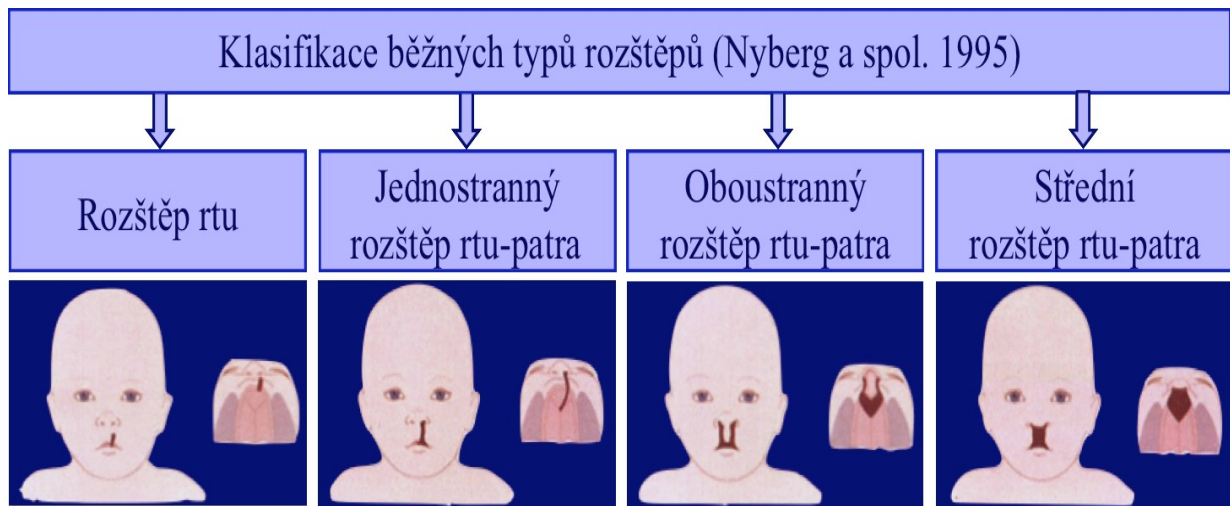 Klasifikace běžných typů rozštěpů (Nyberg a spol. 1995)
Rozštěp rtu
Jednostranný
rozštěp rtu-patra
Oboustranný
rozštěp rtu-patra
Střední
rozštěp rtu-patra